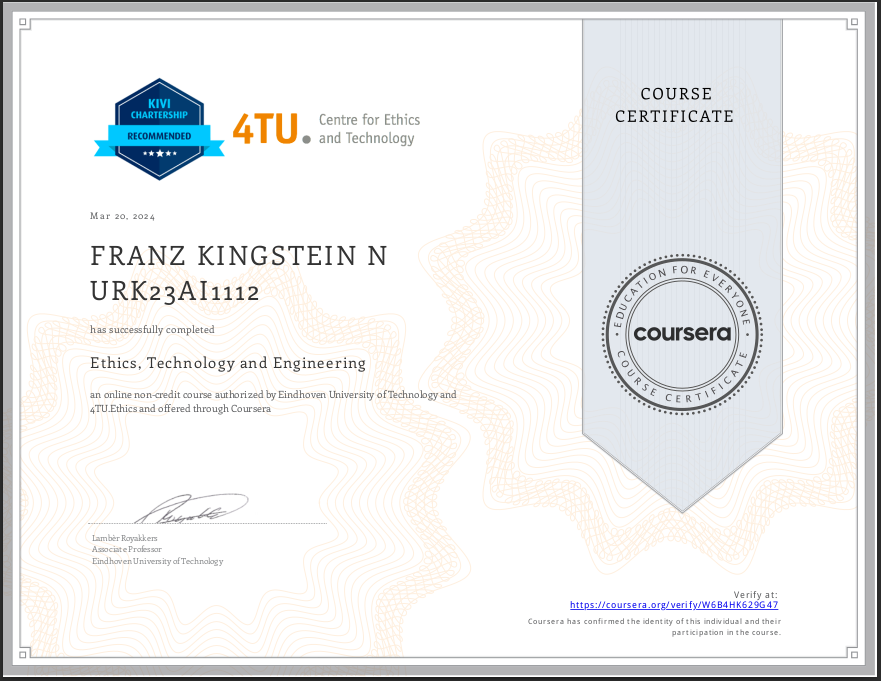 KIVI
CHARTERSHIP
RECOMMENDED
4TU.
Centre for Ethics
and Technology
COURSE
CERTIFICATE
Mar 20, 2024
FRANZ KINGSTEIN N
URK23AI1112
has successfully completed
Ethics, Technology and Engineering
an online non-credit course authorized by Eindhoven University of Technology and
4TU.Ethics and offered through Coursera
EDUCATION FOR EVERYONE
coursera
COURSE CERTIFICATE
Lambèr Royakkers
Associate Professor
Eindhoven University of Technology
Verify at:
https://coursera.org/verify/W6B4HK629G47
Coursera has confirmed the identity of this individual and their
participation in the course.